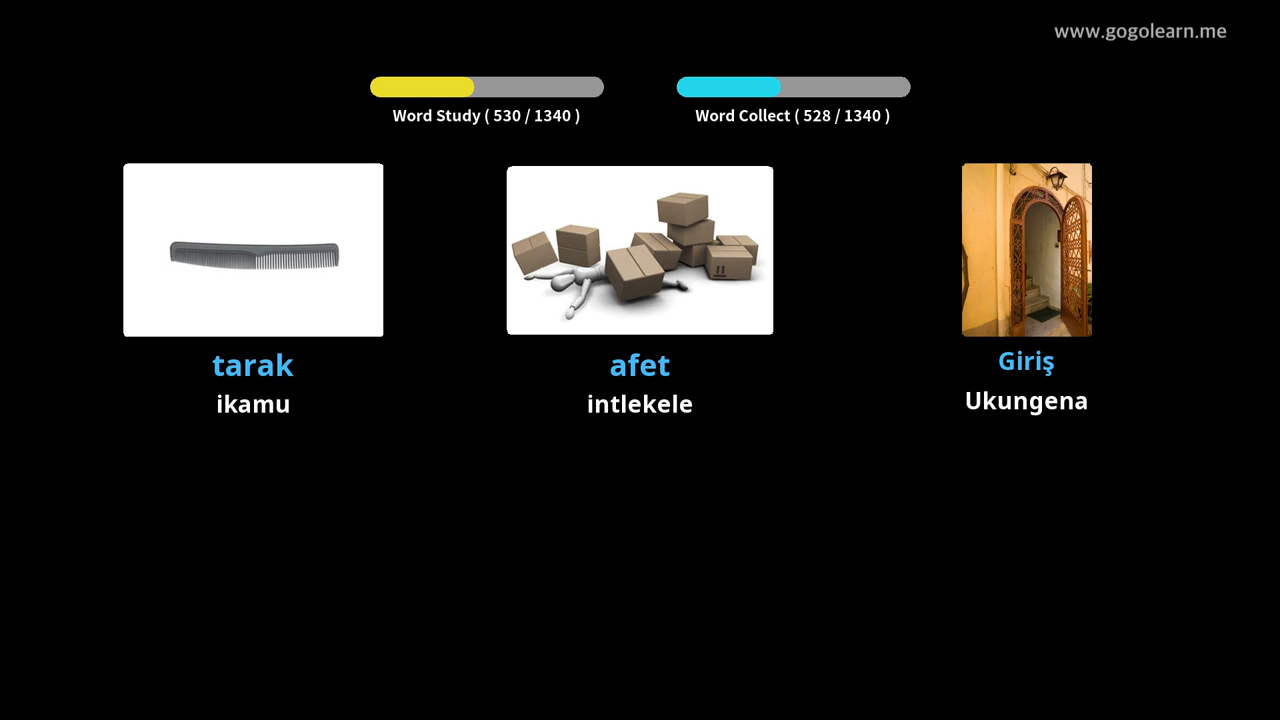 www.gogolearn.me
Word Study ( 530 / 1340 )
Word Collect ( 528 / 1340 )
tarak
ikamu
afet
intlekele
Giriş
Ukungena